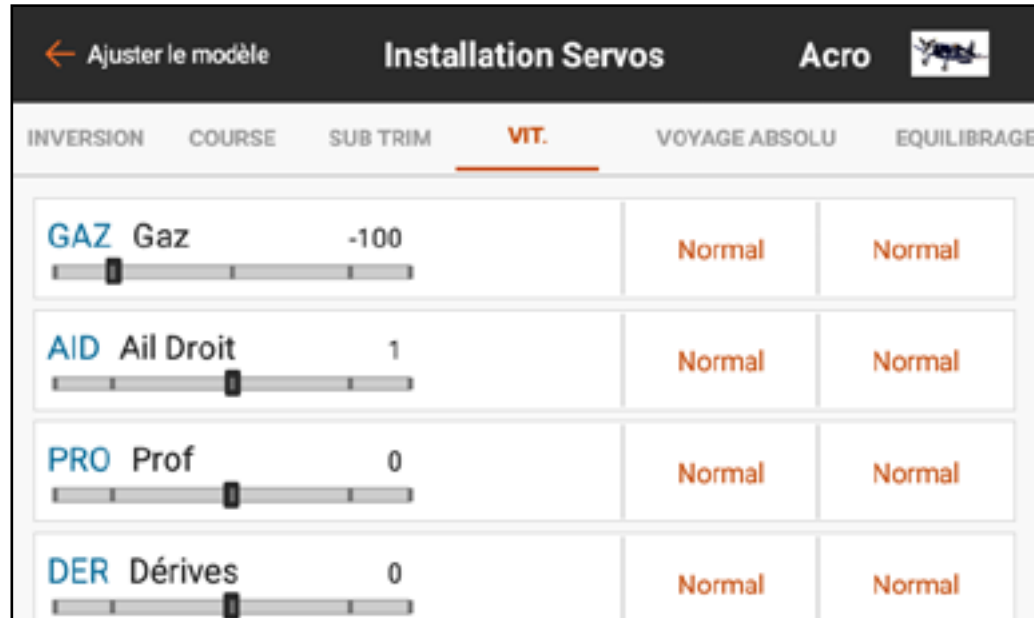 Ajuster le modèle Installation Servos Acro
INVERSION COURSE SUB TRIM VIT. VOYAGE ABSOLU EQUILIBRAGE
GAZ Gaz -100 Normal Normal
AID Ail Droit 1 Normal Normal
PRO Prof 0 Normal Normal
DER Dérives 0 Normal Normal